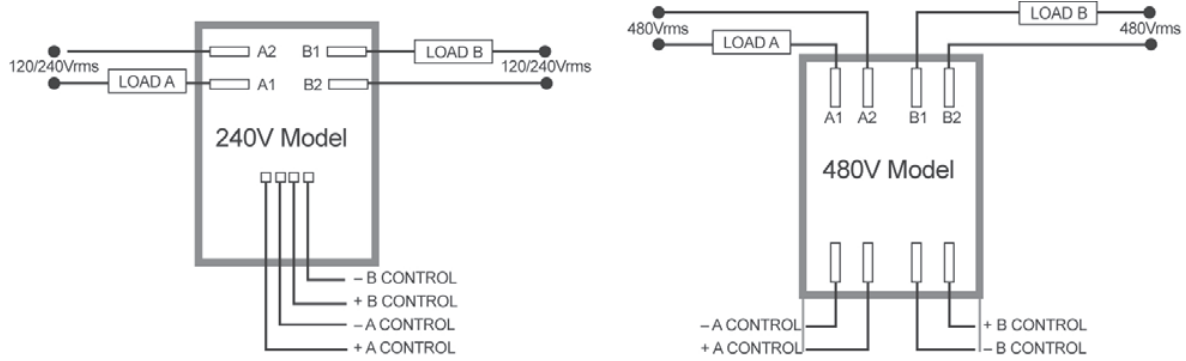 A2 B1 LOAD B
120/240Vrms 120/240Vrms
LOAD A A1 B2
240V Model
– B CONTROL
+ B CONTROL
– A CONTROL
+ A CONTROL
LOAD B
480Vrms 480Vrms
LOAD A
A1 A2 B1 B2
480V Model
– A CONTROL + B CONTROL
+ A CONTROL – B CONTROL